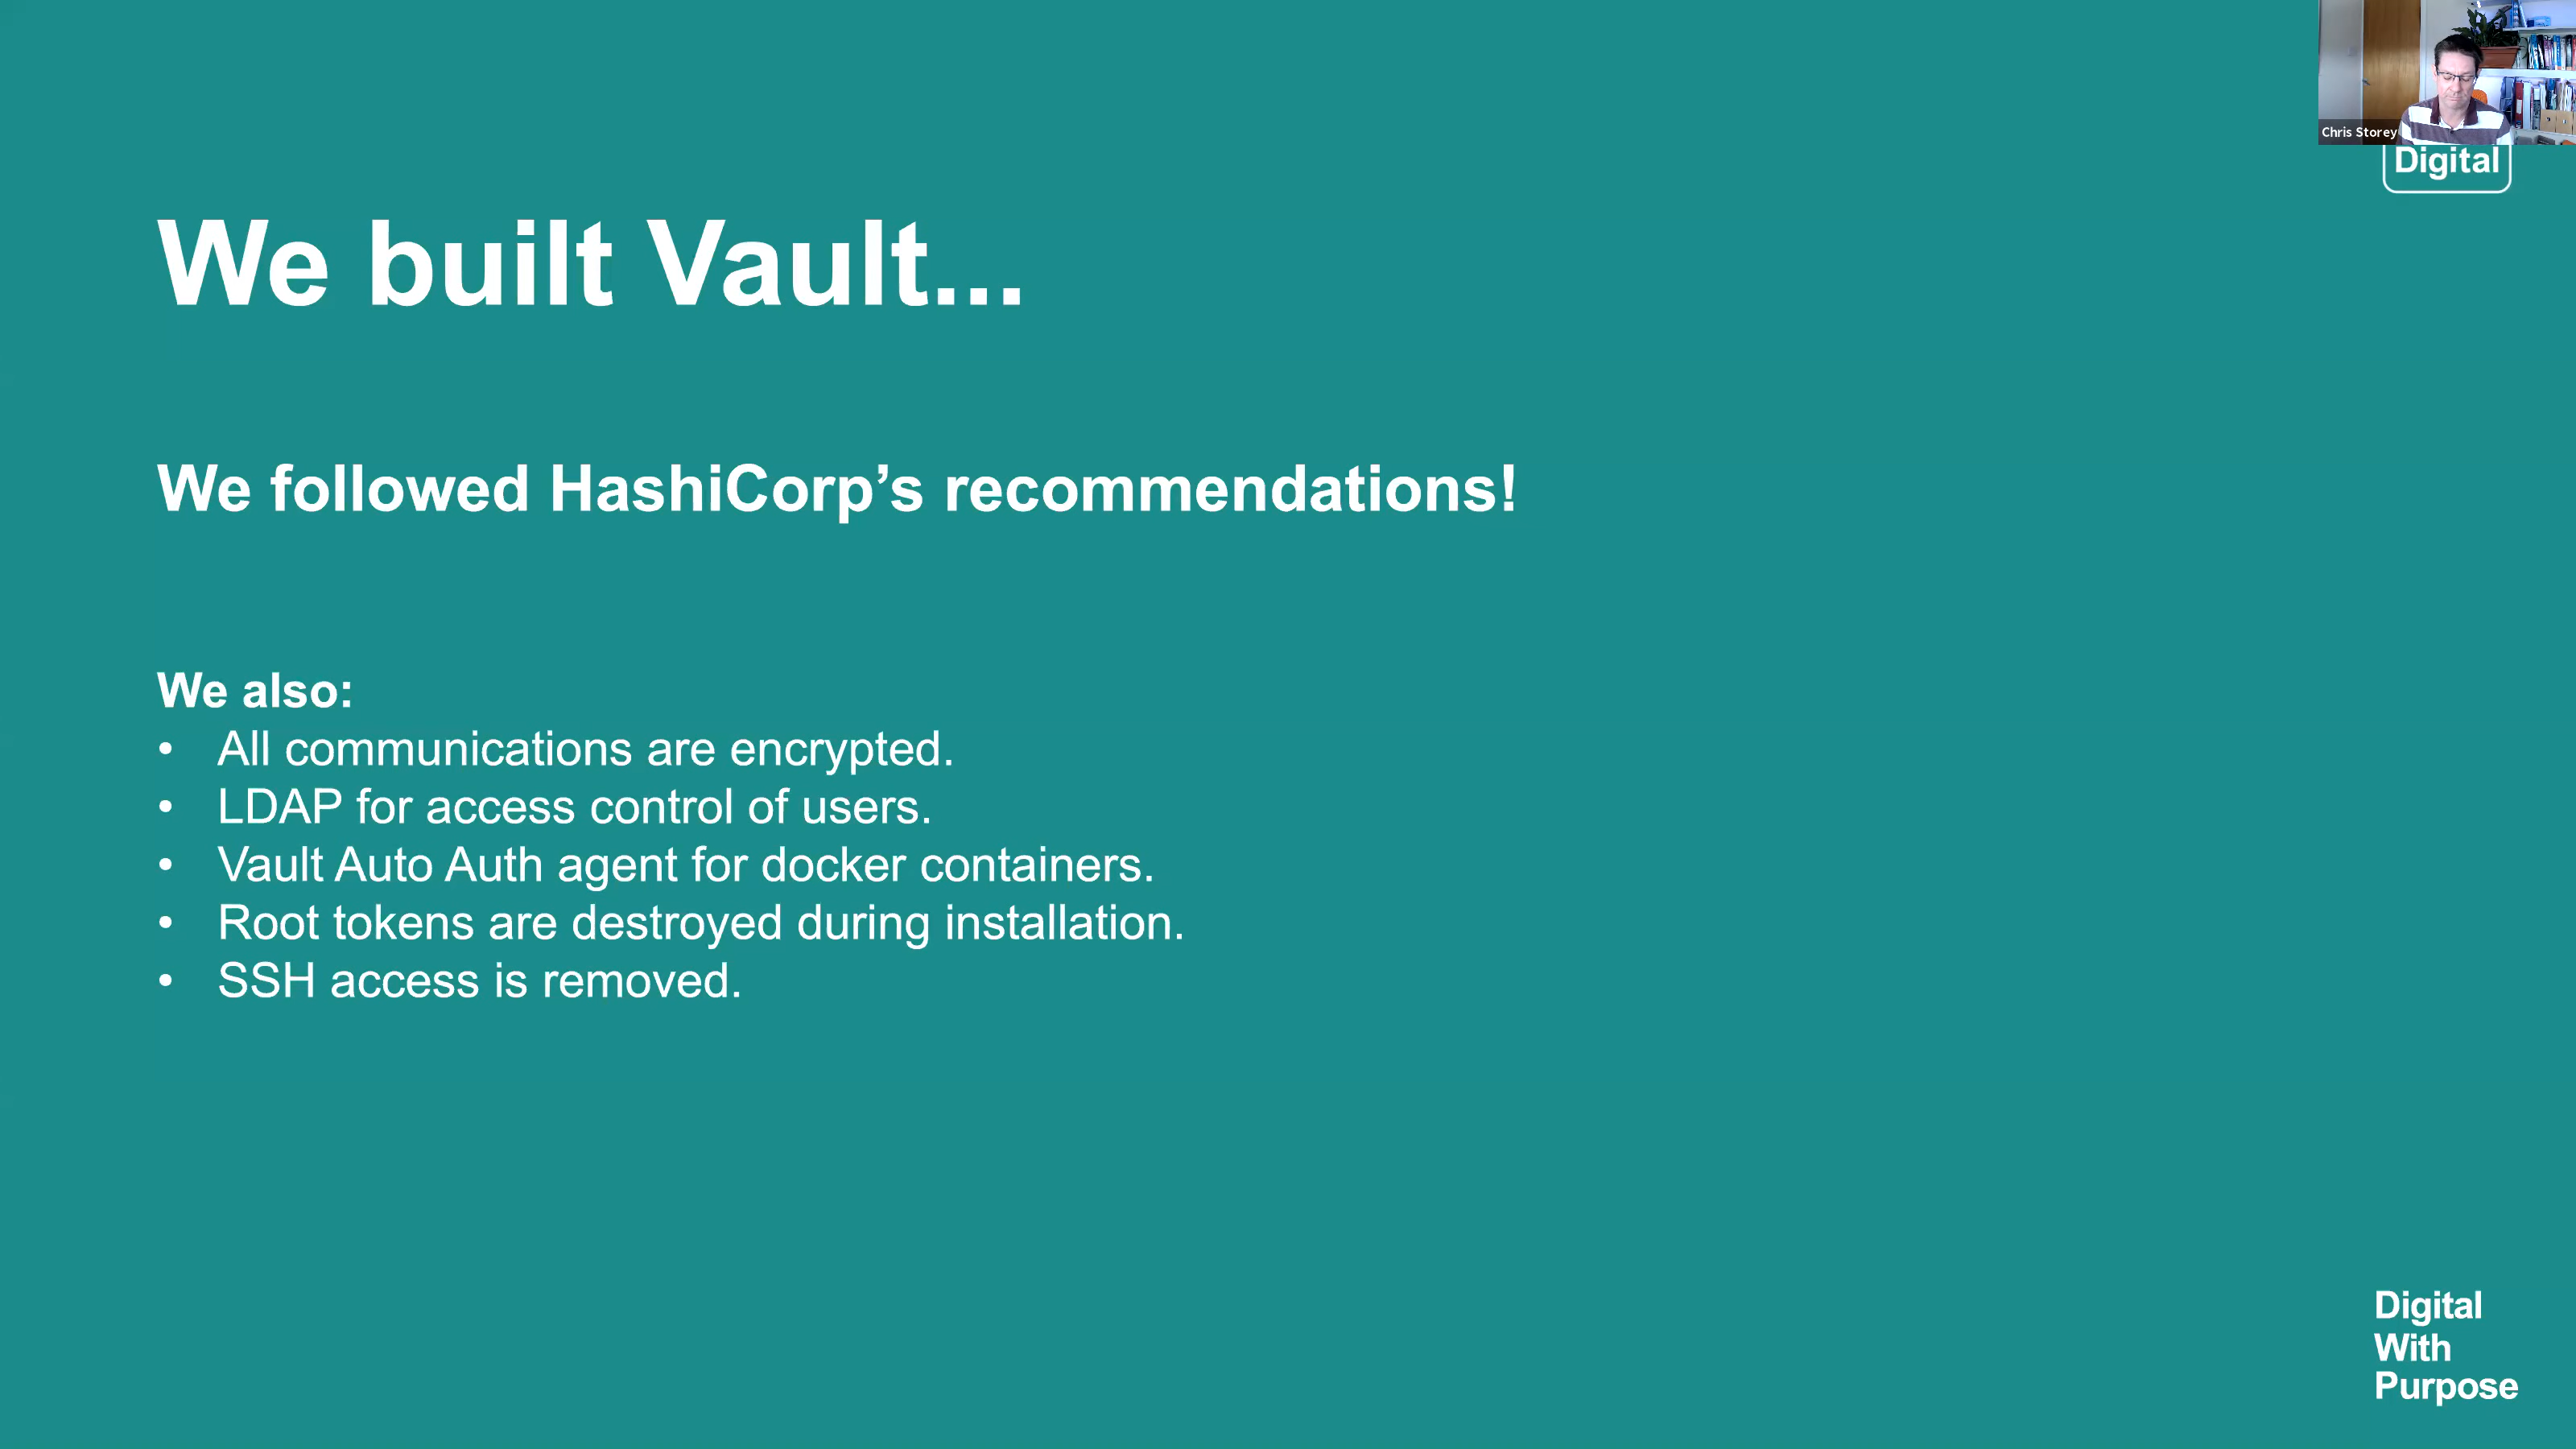 Chris Storey
Digital
We built Vault...
We followed HashiCorp’s recommendations!
We also:
• All communications are encrypted.
• LDAP for access control of users.
• Vault Auto Auth agent for docker containers.
• Root tokens are destroyed during installation.
• SSH access is removed.
Digital
With
Purpose